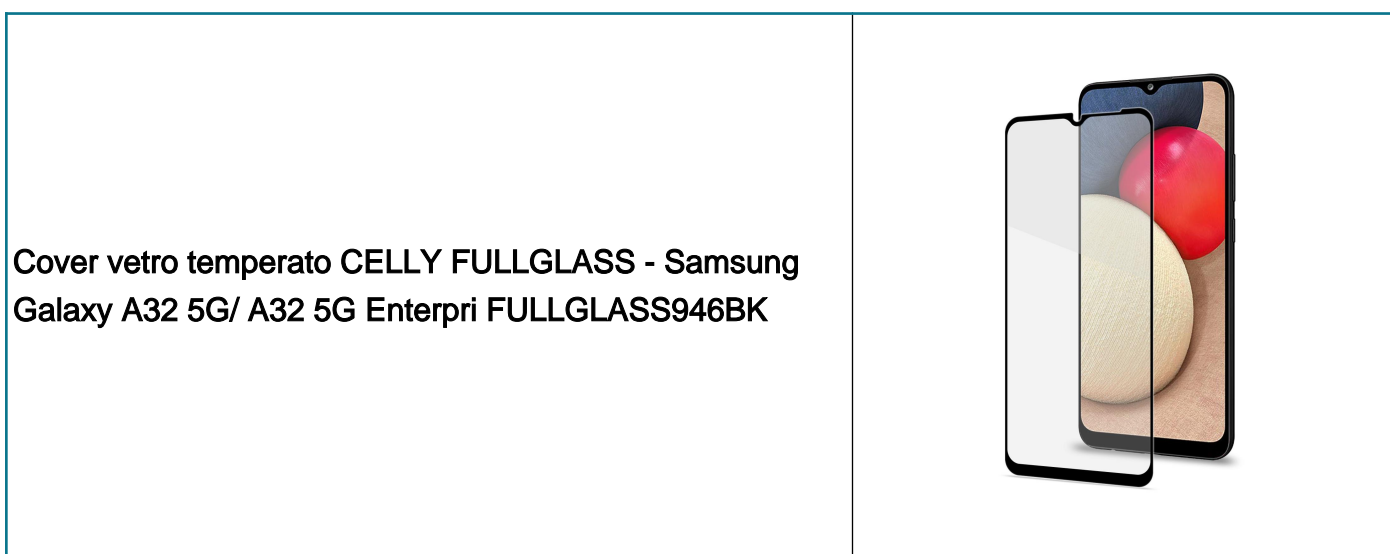 Cover vetro temperato CELLY FULLGLASS - Samsung
Galaxy A32 5G/ A32 5G Enterpri FULLGLASS946BK